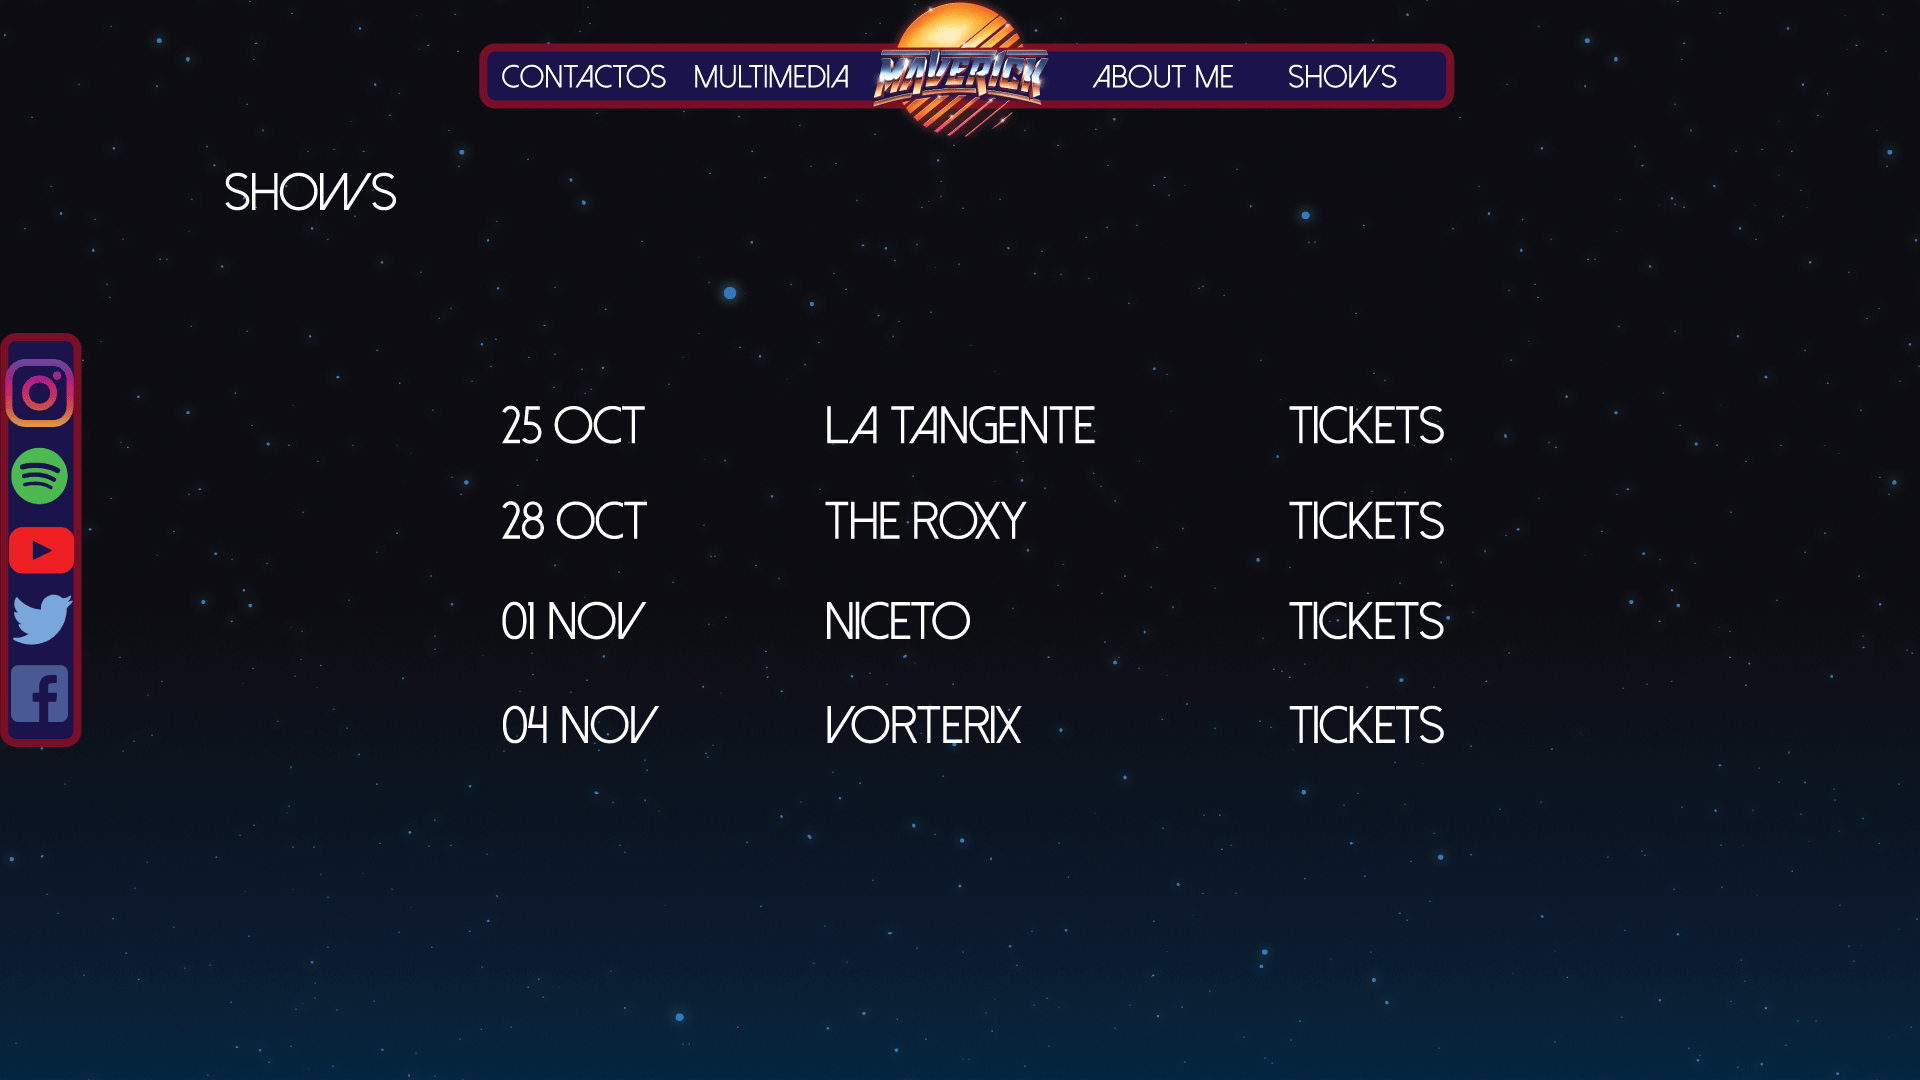 CONTACTOS MULTIMEDIA MAVERICK ABOUT ME SHOWS
SHOWS
25 OCT LA TANGENTE TICKETS
28 OCT THE ROXY TICKETS
01 NOV NICETO TICKETS
04 NOV VORTERIX TICKETS